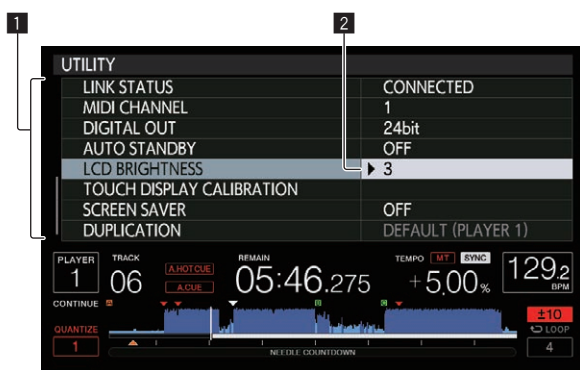 1 2
UTILITY
LINK STATUS CONNECTED
MIDI CHANNEL 1
DIGITAL OUT 24bit
AUTO STANDBY OFF
LCD BRIGHTNESS 3
TOUCH DISPLAY CALIBRATION
SCREEN SAVER OFF
DUPLICATION DEFAULT (PLAYER 1)
PLAYER TRACK REMAIN TEMPO MT SYNC
1 06 A.HOT CUE A.CUE 05:46.275 +5.00% 129.2 BPM
CONTINUE A B C
QUANTIZE ±10
LOOP
1 NEEDLE COUNTDOWN 4